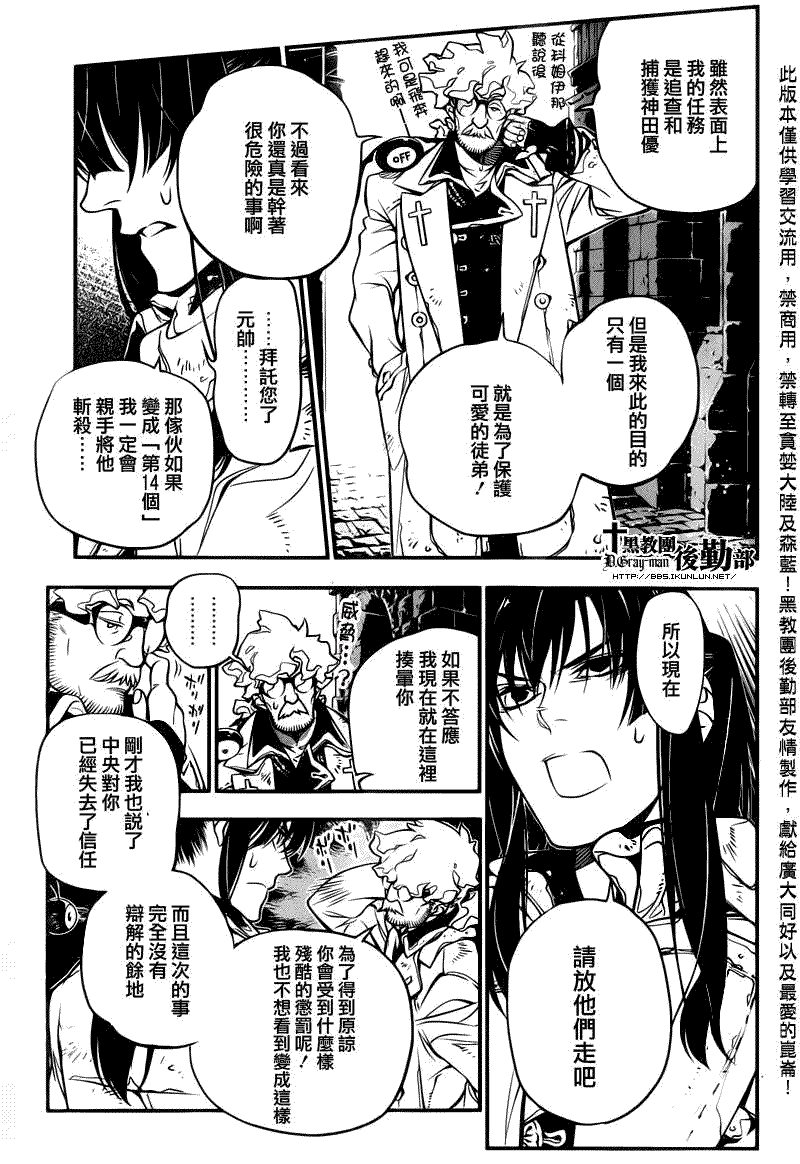 雖然表面上
我的任務
是追查和
捕獲神田優
從科姆伊那
聽說後
我可是飛奔
趕來的啊
OFF
但是我來此的目的
只有一個
就是為了保護
可愛的徒弟！
不過看來
你還真是幹著
很危險的事啊
………拜託您了
元帥………
那傢伙如果
變成「第14個」
我一定會
親手將他
斬殺……
十黑教團
D.Gray-man
後勤部
HTTP://BBS.IKUNLUN.NET/
所以現在
請放他們走吧
如果不答應
我現在就在這裡
揍暈你
威脅…？
………
………
剛才我也說了
中央對你
已經失去了信任
為了得到原諒
你會受到什麼樣
殘酷的懲罰呢！
我也不想看到變成這樣
而且這次的事
完全沒有
辯解的餘地
此版本僅供學習交流用，禁商用，禁轉至貪婪大陸及森藍！黑教團後勤部友情製作，獻給廣大同好以及最愛的崑崙！